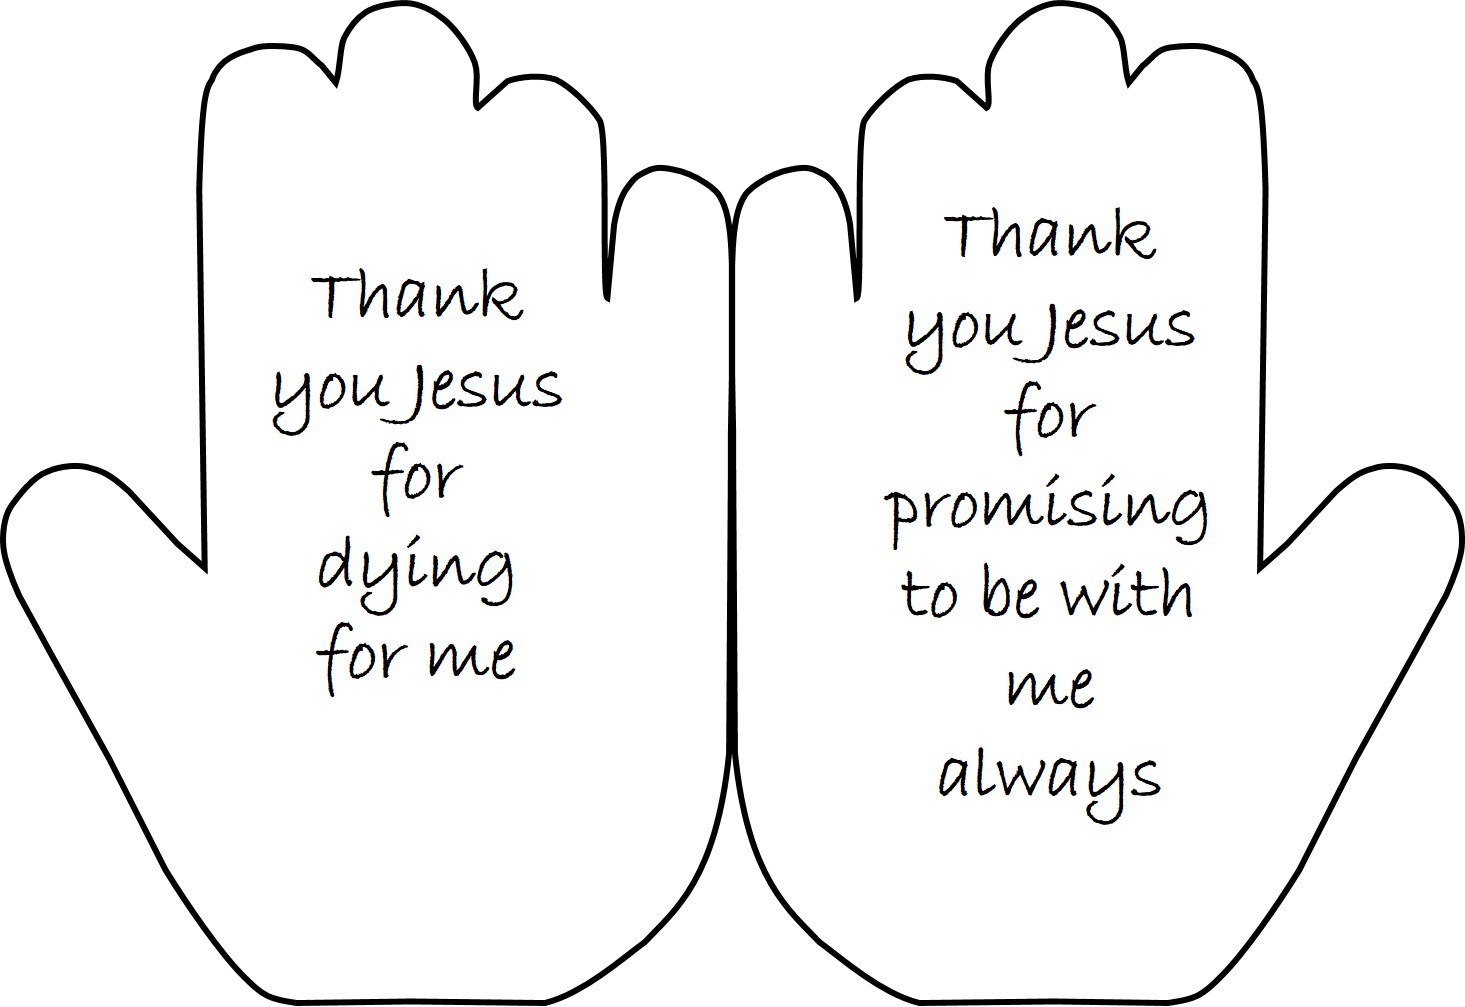 Thank
you Jesus
for
dying
for me
Thank
you Jesus
for
promising
to be with
me
always